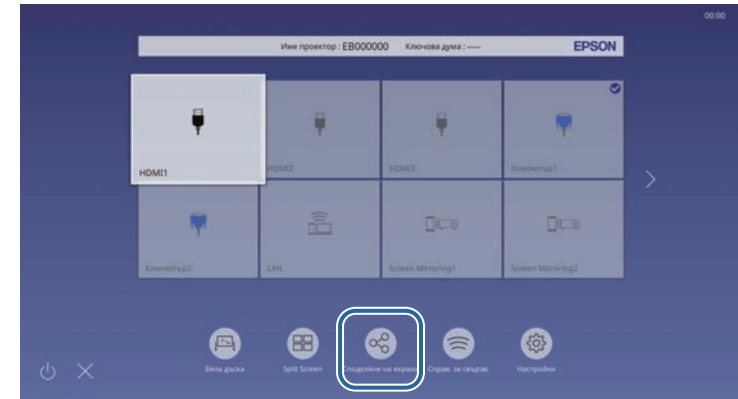 00:00
Име проектор : EB000000 Ключова дума : ----- EPSON
HDMI1 HDMI2 HDMI3 Компютър1
Компютър2 LAN Screen Mirroring1 Screen Mirroring2
Бяла дъска Split Screen Споделяне на екрана Справ. за свърав. Настройки